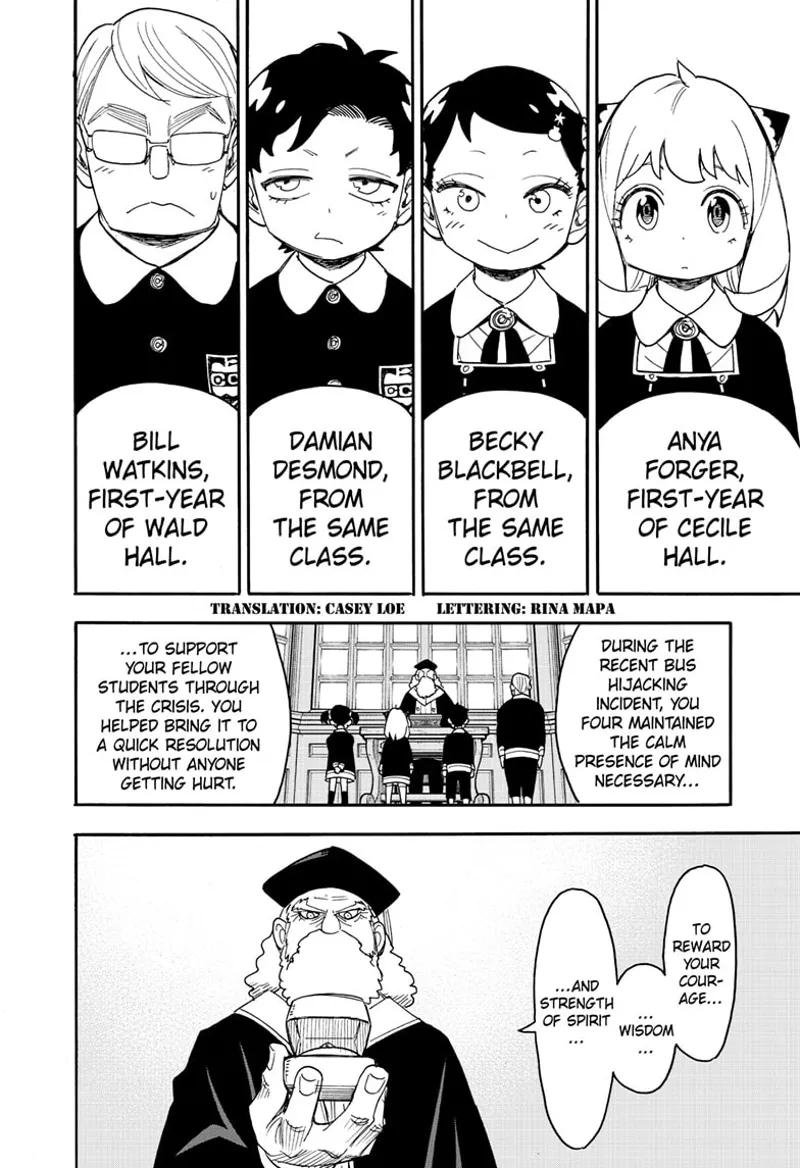 ANYA
FORGER,
FIRST-YEAR
OF CECILE
HALL.
BECKY
BLACKBELL,
FROM
THE SAME
CLASS.
DAMIAN
DESMOND,
FROM
THE SAME
CLASS.
BILL
WATKINS,
FIRST-YEAR
OF WALD
HALL.
TRANSLATION: CASEY LOE LETTERING: RINA MAPA
DURING THE
RECENT BUS
HIJACKING
INCIDENT, YOU
FOUR MAINTAINED
THE CALM
PRESENCE OF MIND
NECESSARY...
...TO SUPPORT
YOUR FELLOW
STUDENTS THROUGH
THE CRISIS. YOU
HELPED BRING IT TO
A QUICK RESOLUTION
WITHOUT ANYONE
GETTING HURT.
TO
REWARD
YOUR
COUR-
AGE...
...
WISDOM
...
...AND
STRENGTH
OF SPIRIT
...